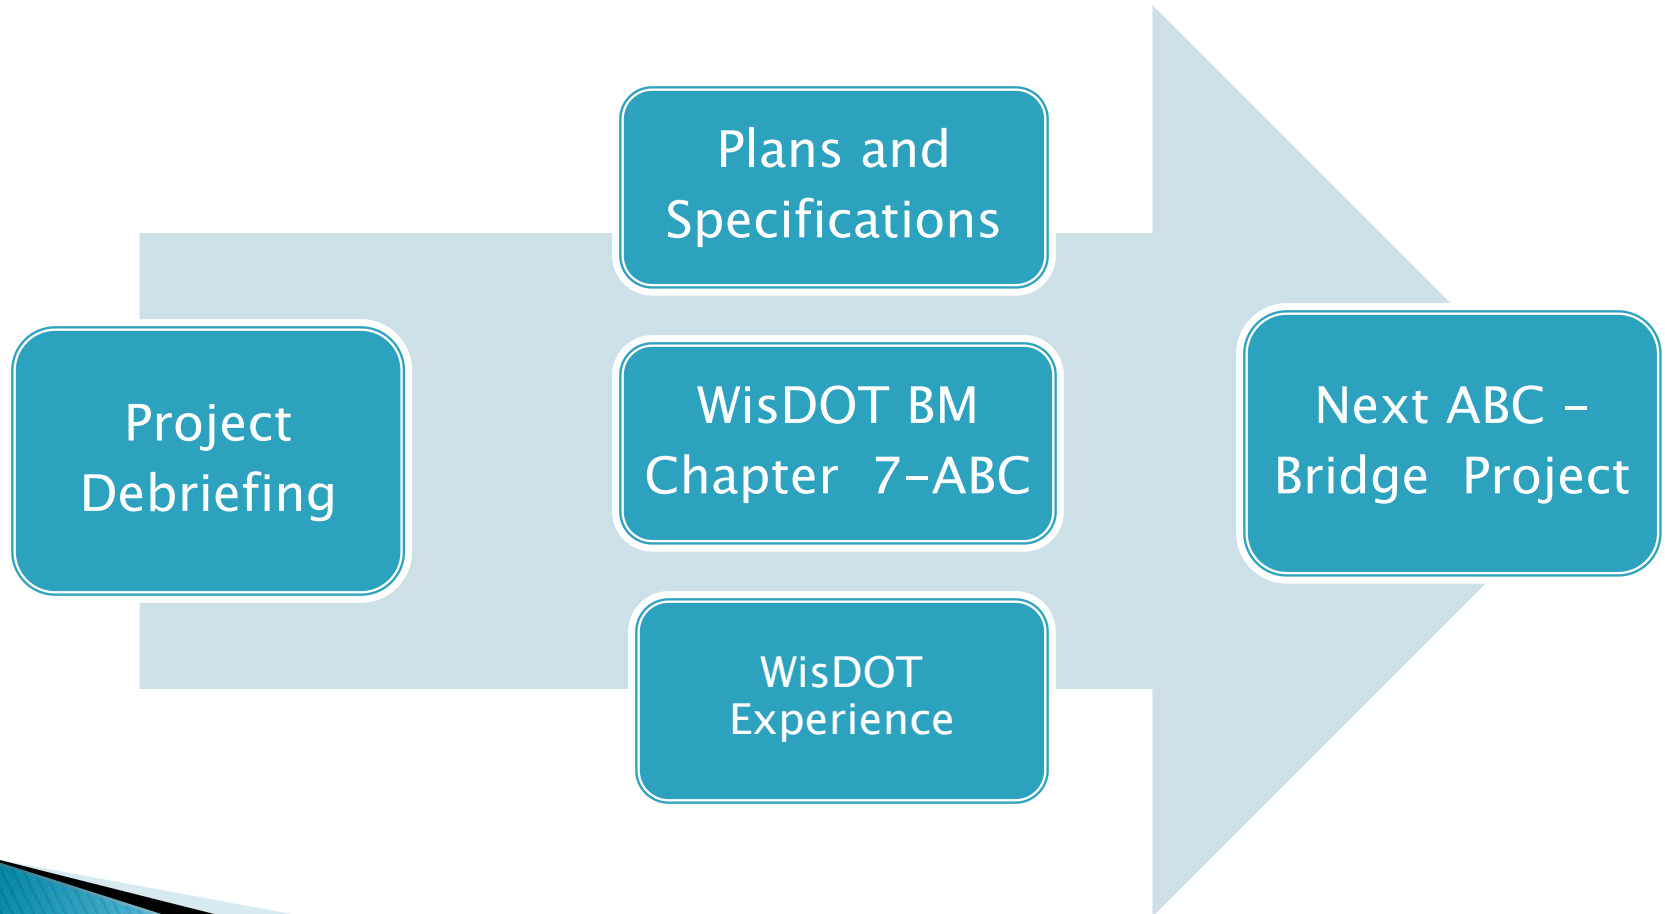 Project
Debriefing
Plans and
Specifications
WisDOT BM
Chapter 7-ABC
WisDOT
Experience
Next ABC –
Bridge Project